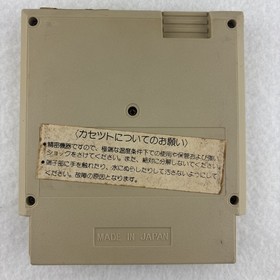 〈カセットについてのお願い〉
●精密機器ですので、極端な温度条件下での使用や保管および強い
ショックをさけてください。また、絶対に分解しないでください。
●端子部に手を触れたり、水にぬらしたりして汚さないようにして
ください。故障の原因となります。
MADE IN JAPAN